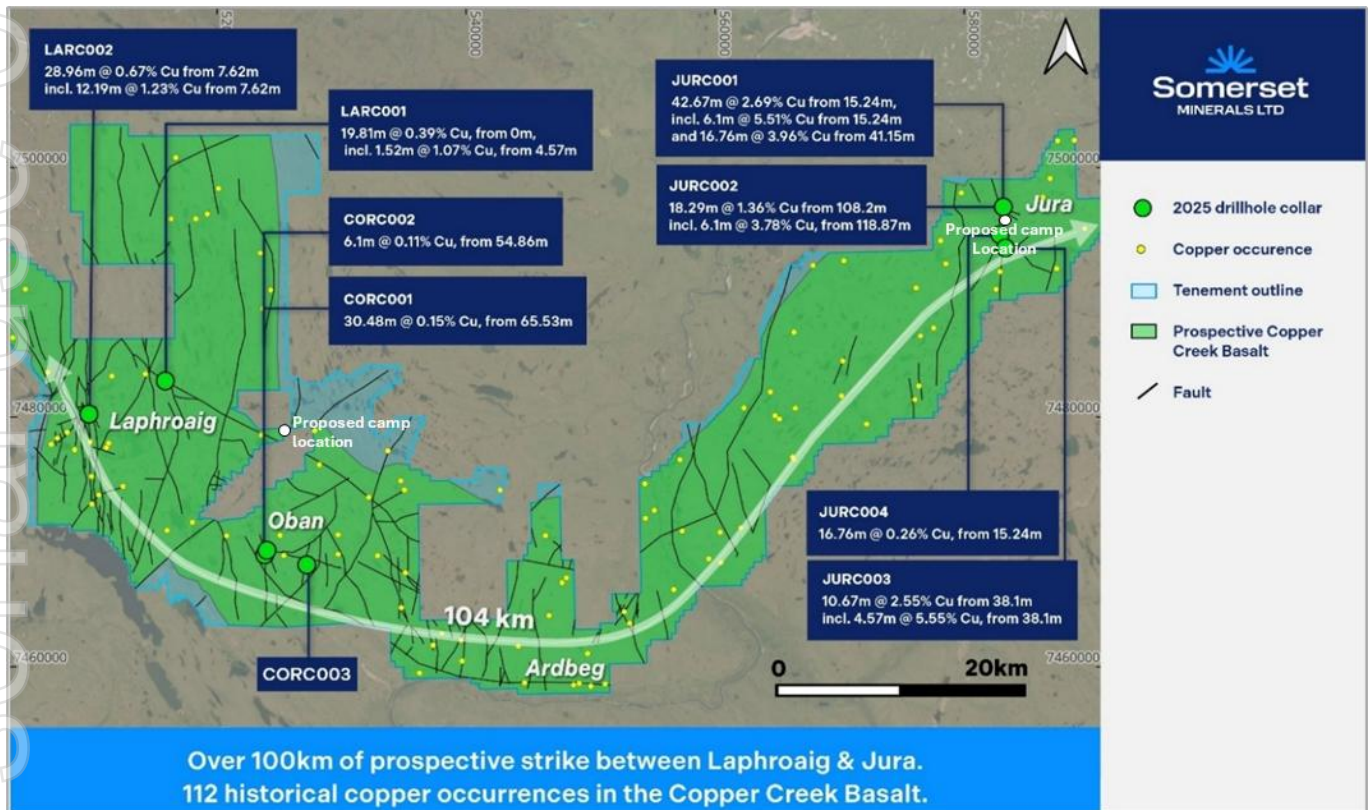 LARC002
28.96m @ 0.67% Cu from 7.62m
incl. 12.19m @ 1.23% Cu from 7.62m
LARC001
19.81m @ 0.39% Cu, from 0m,
incl. 1.52m @ 1.07% Cu, from 4.57m
CORC002
6.1m @ 0.11% Cu, from 54.86m
CORC001
30.48m @ 0.15% Cu, from 65.53m
JURC001
42.67m @ 2.69% Cu from 15.24m,
incl. 6.1m @ 5.51% Cu from 15.24m
and 16.76m @ 3.96% Cu from 41.15m
JURC002
18.29m @ 1.36% Cu from 108.2m
incl. 6.1m @ 3.78% Cu, from 118.87m
540000
560000
580000
7500000
7500000
Jura
Proposed camp
Location
7480000
7480000
Laphroaig
Proposed camp
location
Oban
104 km
Ardbeg
CORC003
JURC004
16.76m @ 0.26% Cu, from 15.24m
JURC003
10.67m @ 2.55% Cu from 38.1m
incl. 4.57m @ 5.55% Cu, from 38.1m
7460000
7460000
0 20km
Somerset
MINERALS LTD
2025 drillhole collar
Copper occurence
Tenement outline
Prospective Copper
Creek Basalt
Fault
Over 100km of prospective strike between Laphroaig & Jura.
112 historical copper occurrences in the Copper Creek Basalt.